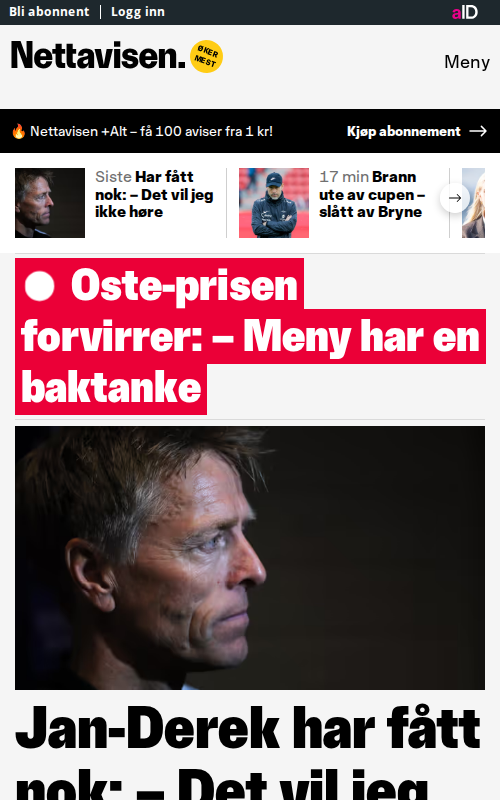 Bli abonnent | Logg inn
aID
Nettavisen.
ØKER
MEST
Meny
🔥 Nettavisen +Alt – få 100 aviser fra 1 kr!
Kjøp abonnement →
Siste Har fått
nok: – Det vil jeg
ikke høre
17 min Brann
ute av cupen –
slått av Bryne
Oste-prisen
forvirrer: – Meny har en
baktanke
Jan-Derek har fått
nok: – Det vil jeg